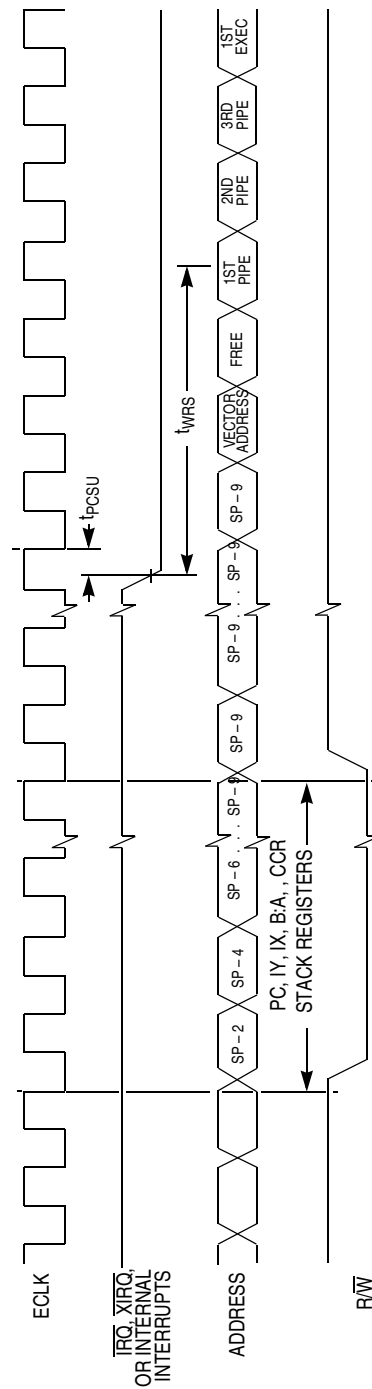 ECLK
IRQ, XIRQ,
OR INTERNAL
INTERRUPTS
ADDRESS
R/W
tPCSU
tWRS
SP – 2
SP – 4
SP – 6 . . . SP – 9
SP – 9
SP – 9 . . . SP – 9
SP – 9
VECTOR
ADDRESS
FREE
1ST
PIPE
2ND
PIPE
3RD
PIPE
1ST
EXEC
PC, IY, IX, B:A, , CCR
STACK REGISTERS